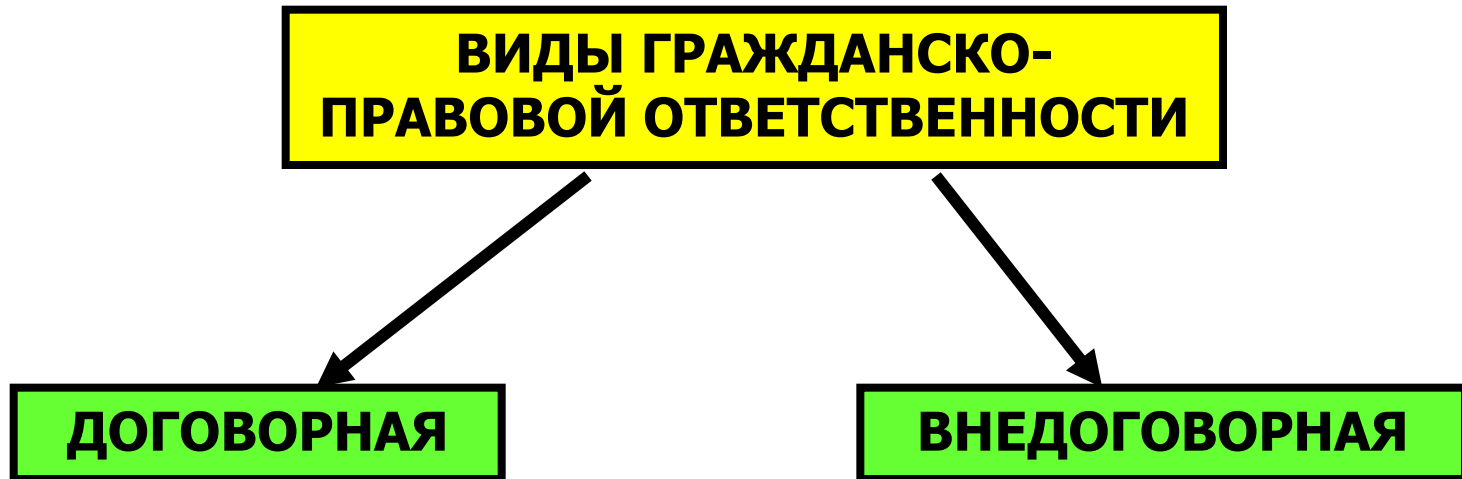 ВИДЫ ГРАЖДАНСКО-
ПРАВОВОЙ ОТВЕТСТВЕННОСТИ
ДОГОВОРНАЯ
ВНЕДОГОВОРНАЯ